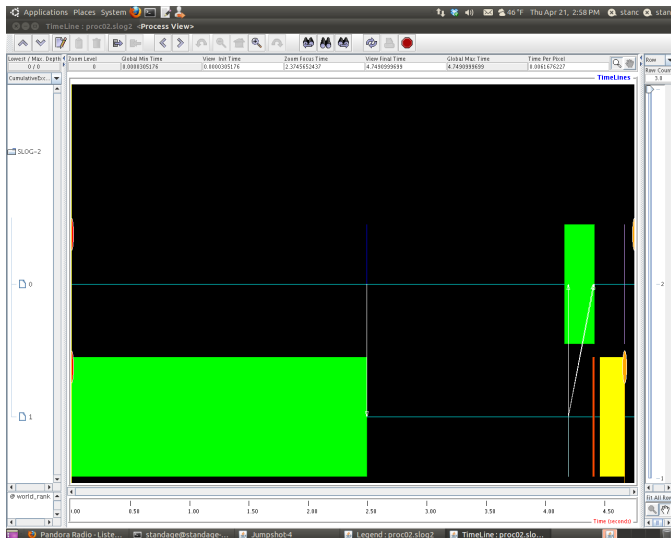 Applications Places System
46 °F Thu Apr 21, 2:58 PM stanc stan
TimeLine : proc02.slog2 <Process View>
Lowest / Max. Depth Zoom Level Global Min Time View Init Time Zoom Focus Time View Final Time Global Max Time Time Per Pixel Row
0 / 0 0 0.0000305176 0.0000305176 2.3745652437 4.7490999699 4.7490999699 0.0061676227 Row Count
3.0
CumulativeExc...
TimeLines
SLOG-2
0
2
1
1
@ world_rank
Fit All Row
0.50 1.00 1.50 2.00 2.50 3.00 3.50 4.00 4.50
Time (seconds)
Pandora Radio - Liste... standage@standage-... Jumpshot-4 Legend : proc02.slog2 TimeLine : proc02.slo...